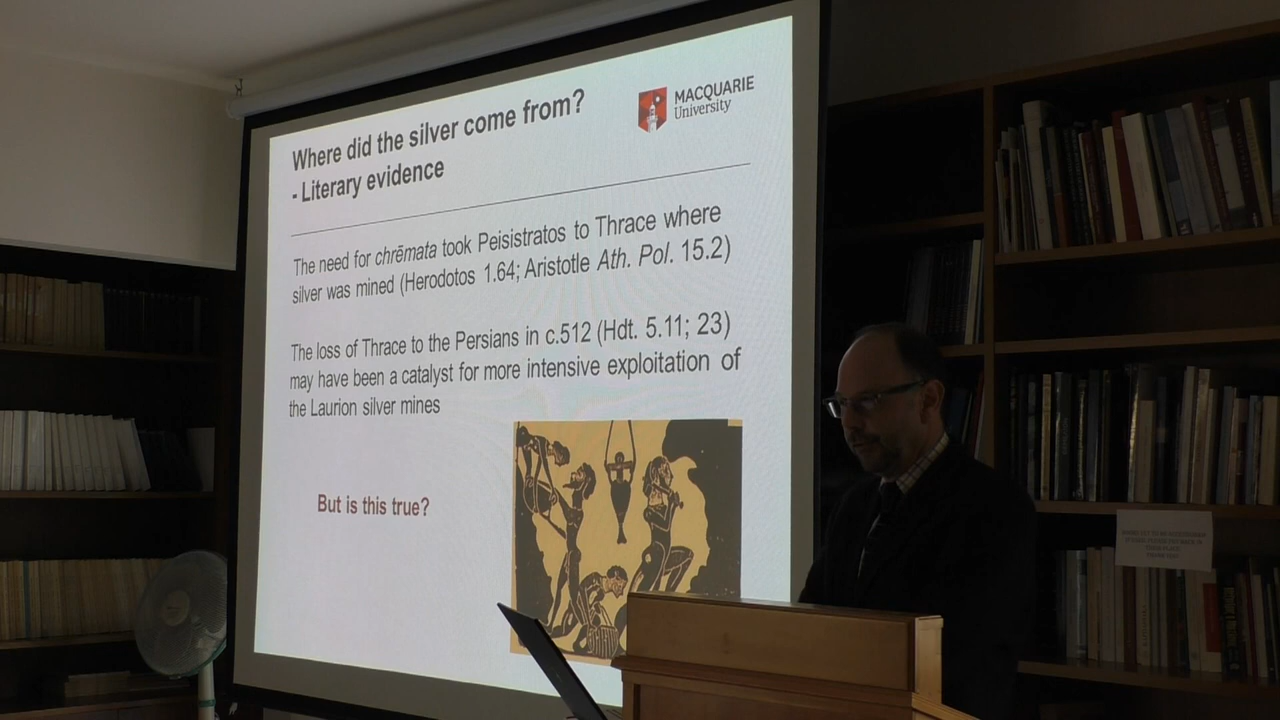 Where did the silver come from?
- Literary evidence
MACQUARIE
University
The need for chrēmata took Peisistratos to Thrace where
silver was mined (Herodotos 1.64; Aristotle Ath. Pol. 15.2)
The loss of Thrace to the Persians in c.512 (Hdt. 5.11; 23)
may have been a catalyst for more intensive exploitation of
the Laurion silver mines
But is this true?